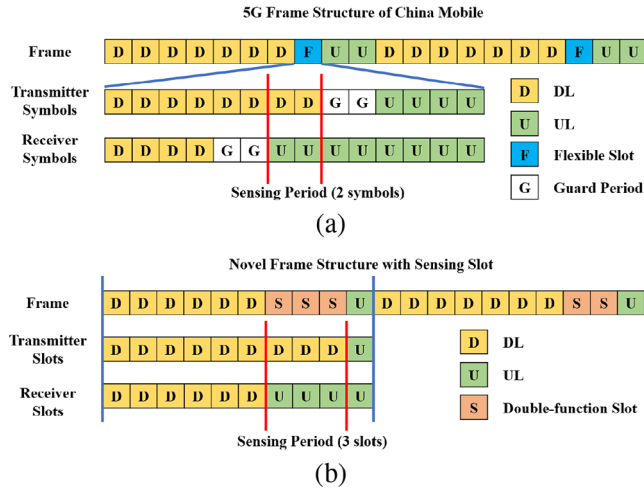 5G Frame Structure of China Mobile
Frame D D D D D D D F U U D D D D D D D F U U
Transmitter
Symbols
D D D D D D D D G G U U U U
Receiver
Symbols
D D D D G G U U U U U U U U
Sensing Period (2 symbols)
D DL
U UL
F Flexible Slot
G Guard Period
(a)
Novel Frame Structure with Sensing Slot
Frame D D D D D D S S S U D D D D D D D S S U
Transmitter
Slots
D D D D D D D D D U
Receiver
Slots
D D D D D D U U U U
Sensing Period (3 slots)
D DL
U UL
S Double-function Slot
(b)